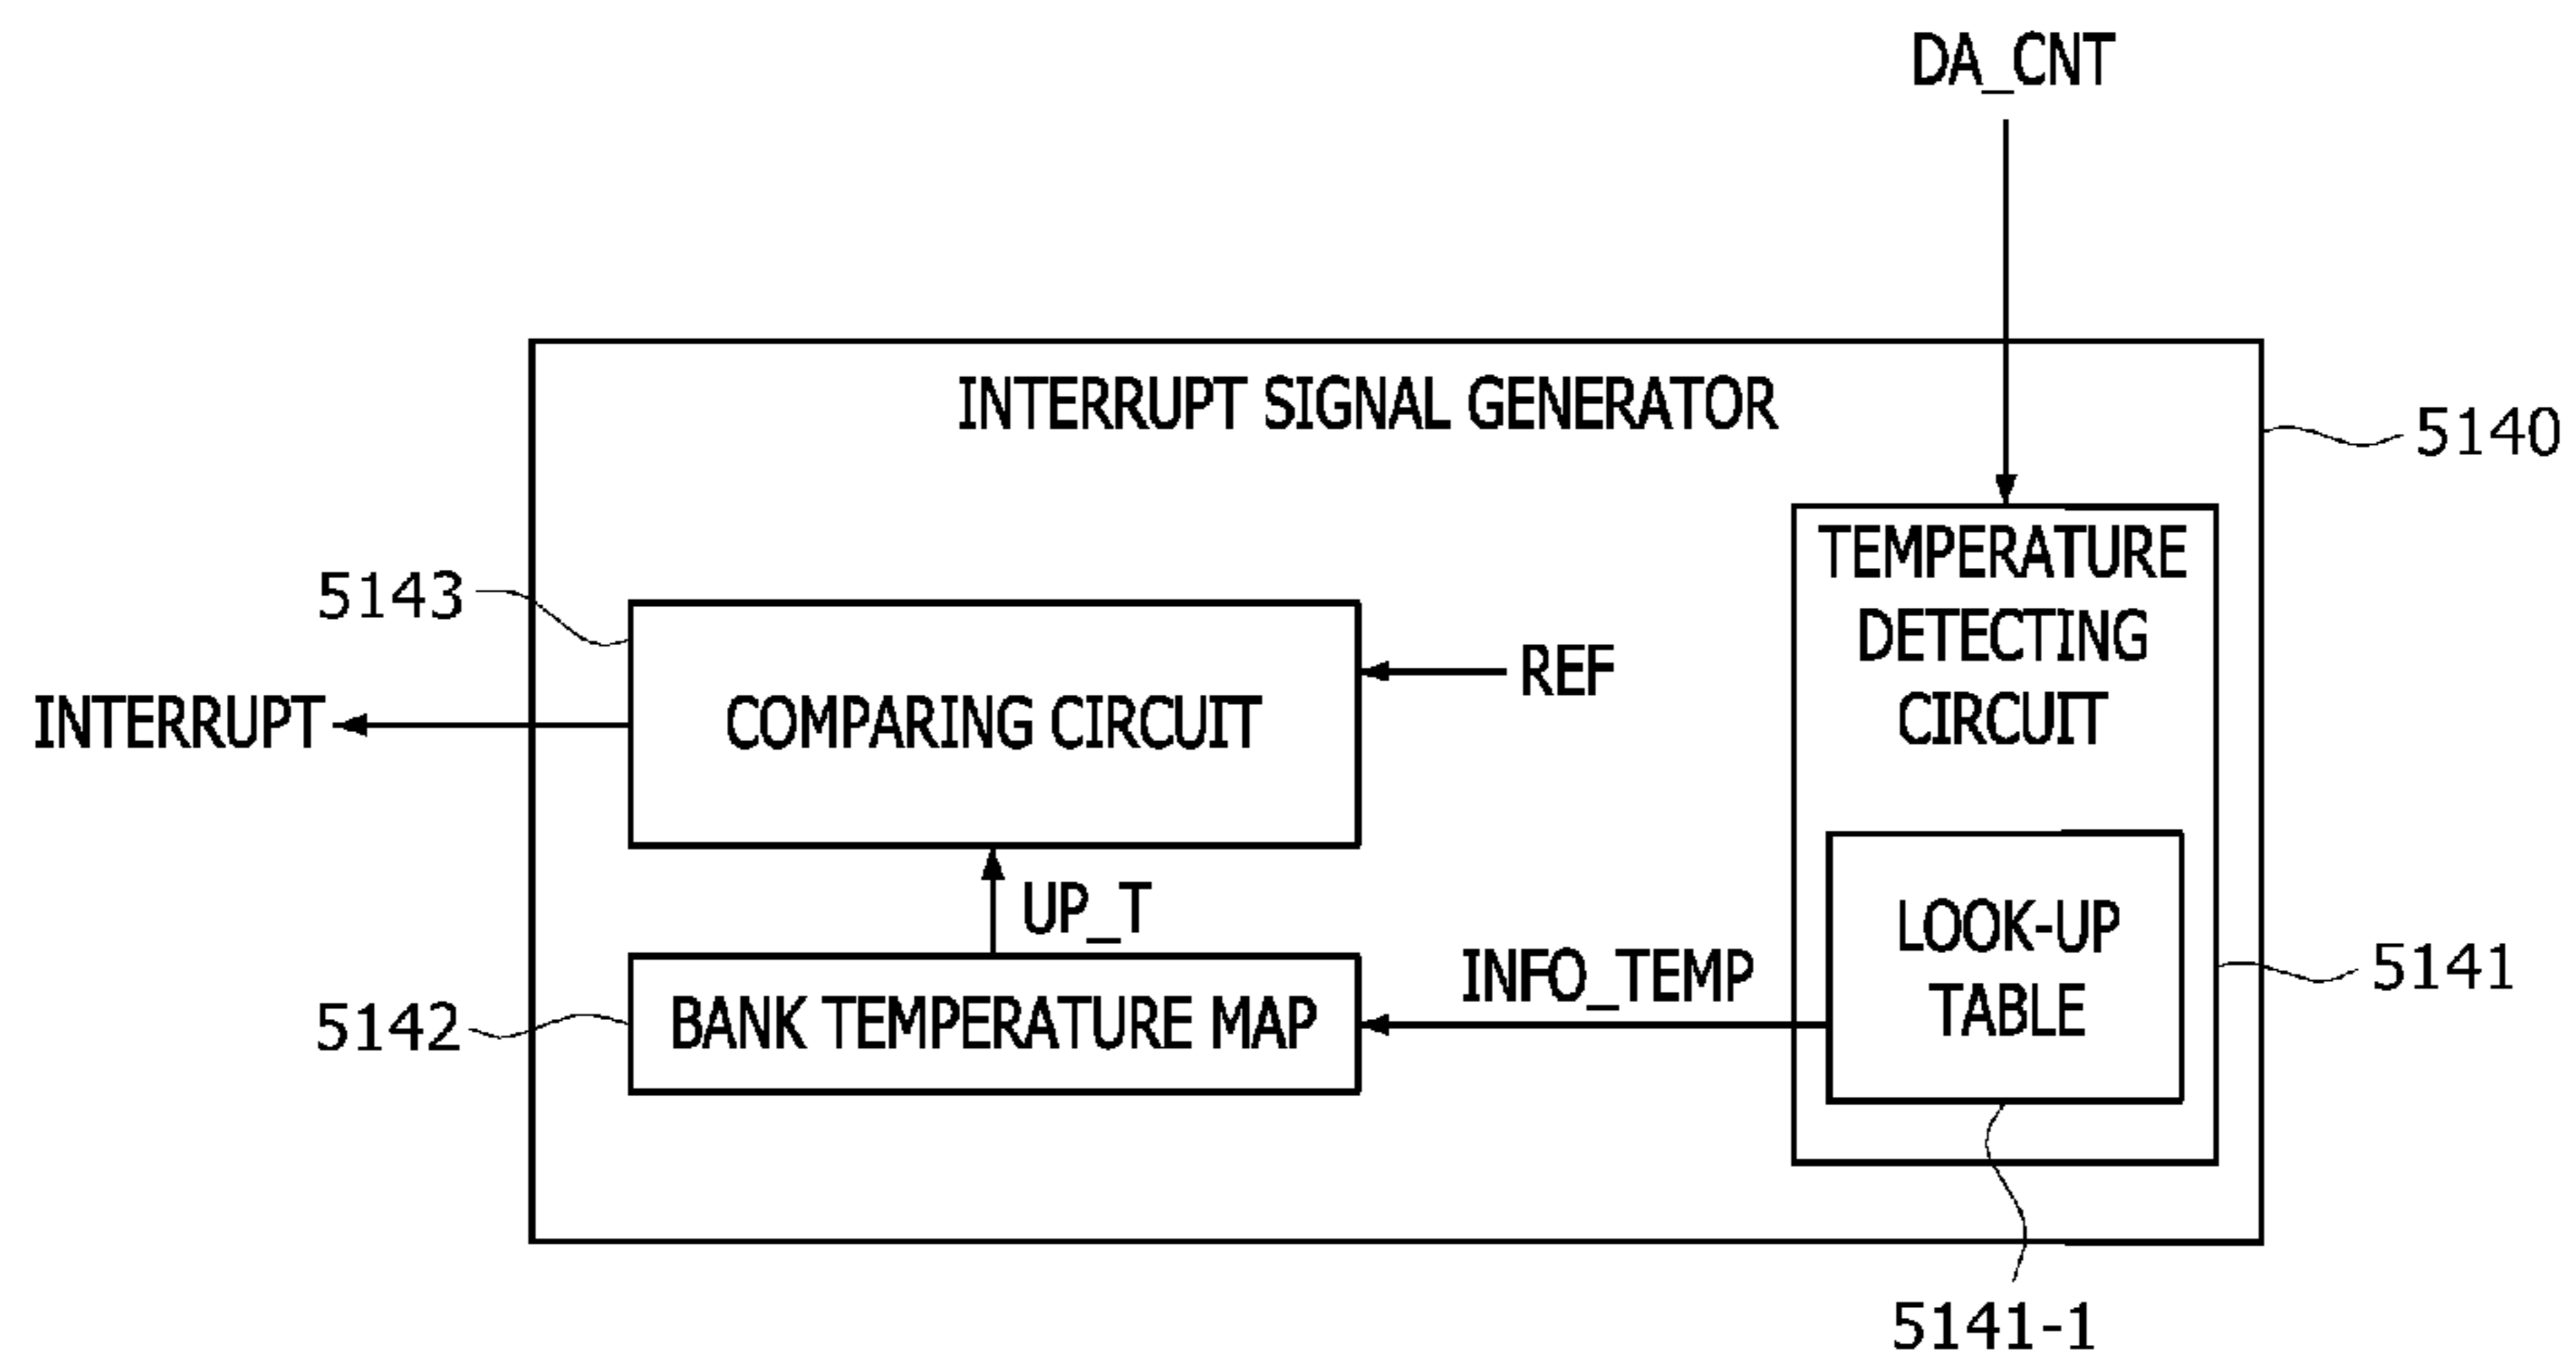 DA_CNT
INTERRUPT SIGNAL GENERATOR
5140
TEMPERATURE
DETECTING
CIRCUIT
5143
REF
COMPARING CIRCUIT
INTERRUPT
UP_T
LOOK-UP
TABLE
INFO_TEMP
5141
5142
BANK TEMPERATURE MAP
5141-1